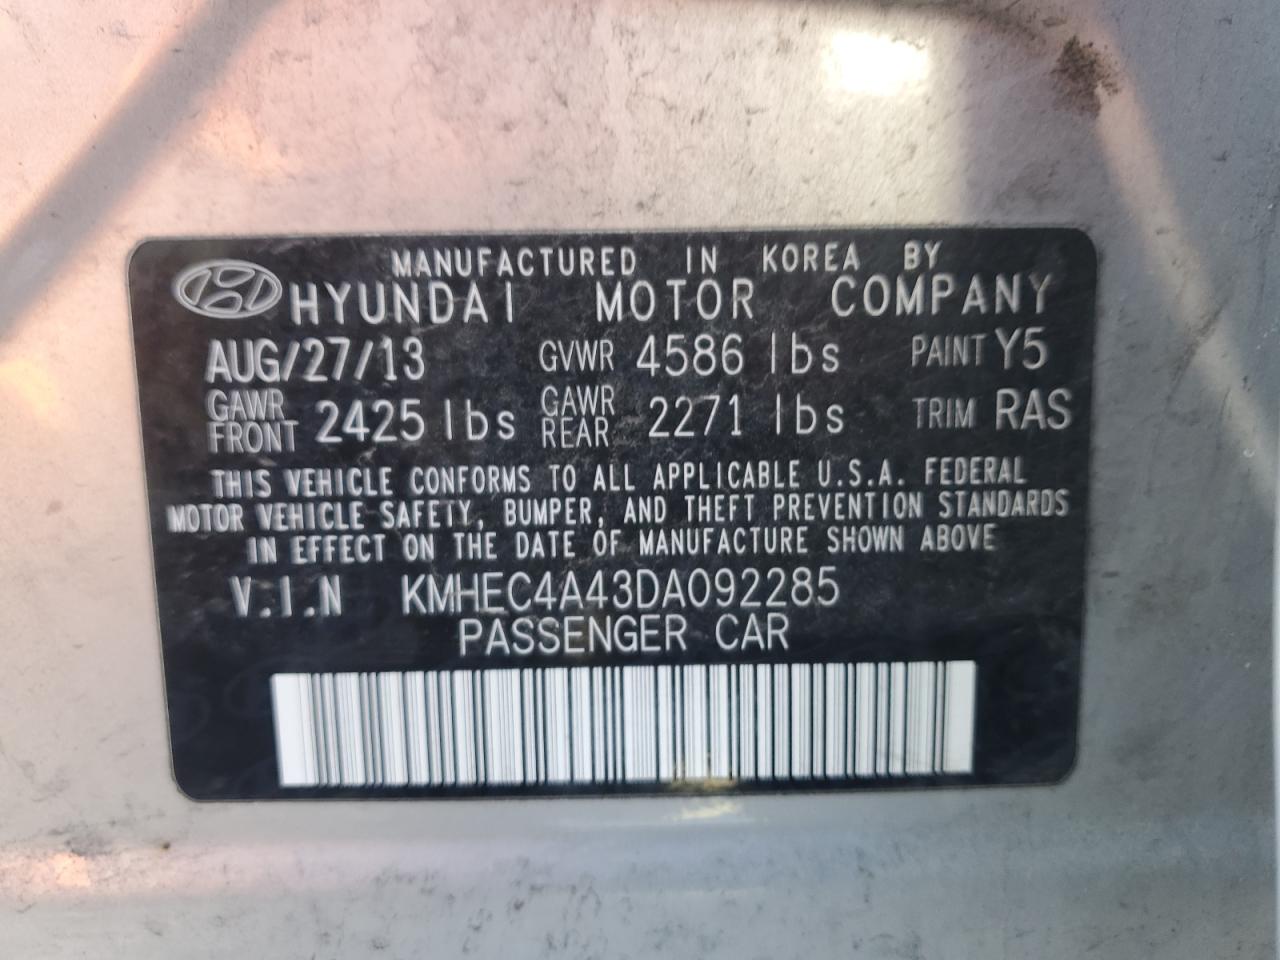 MANUFACTURED IN KOREA BY
HYUNDAI MOTOR COMPANY
AUG/27/13 GVWR 4586 lbs PAINT Y5
GAWR FRONT 2425 lbs GAWR REAR 2271 lbs TRIM RAS
THIS VEHICLE CONFORMS TO ALL APPLICABLE U.S.A. FEDERAL
MOTOR VEHICLE SAFETY, BUMPER, AND THEFT PREVENTION STANDARDS
IN EFFECT ON THE DATE OF MANUFACTURE SHOWN ABOVE
V.I.N KMHEC4A43DA092285
PASSENGER CAR